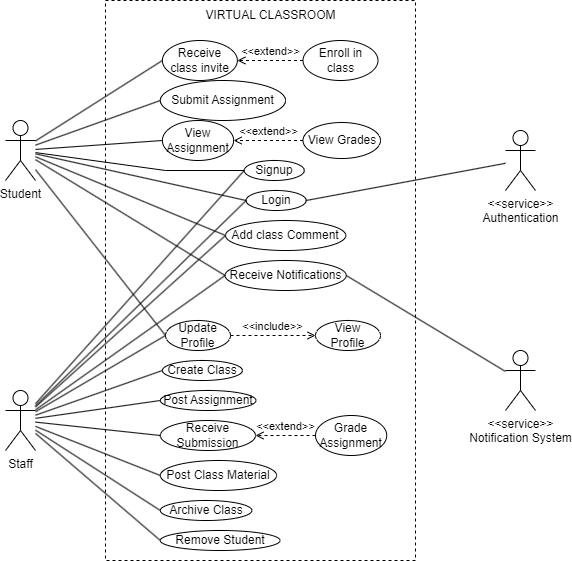 VIRTUAL CLASSROOM
Receive
class invite
<<extend>>
Enroll in
class
Submit Assignment
View
Assignment
<<extend>>
View Grades
Student
Signup
Login
<<service>>
Authentication
Add class Comment
Receive Notifications
Update
Profile
<<include>>
View
Profile
Create Class
Post Assignment
Receive
Submission
<<extend>>
Grade
Assignment
<<service>>
Notification System
Staff
Post Class Material
Archive Class
Remove Student